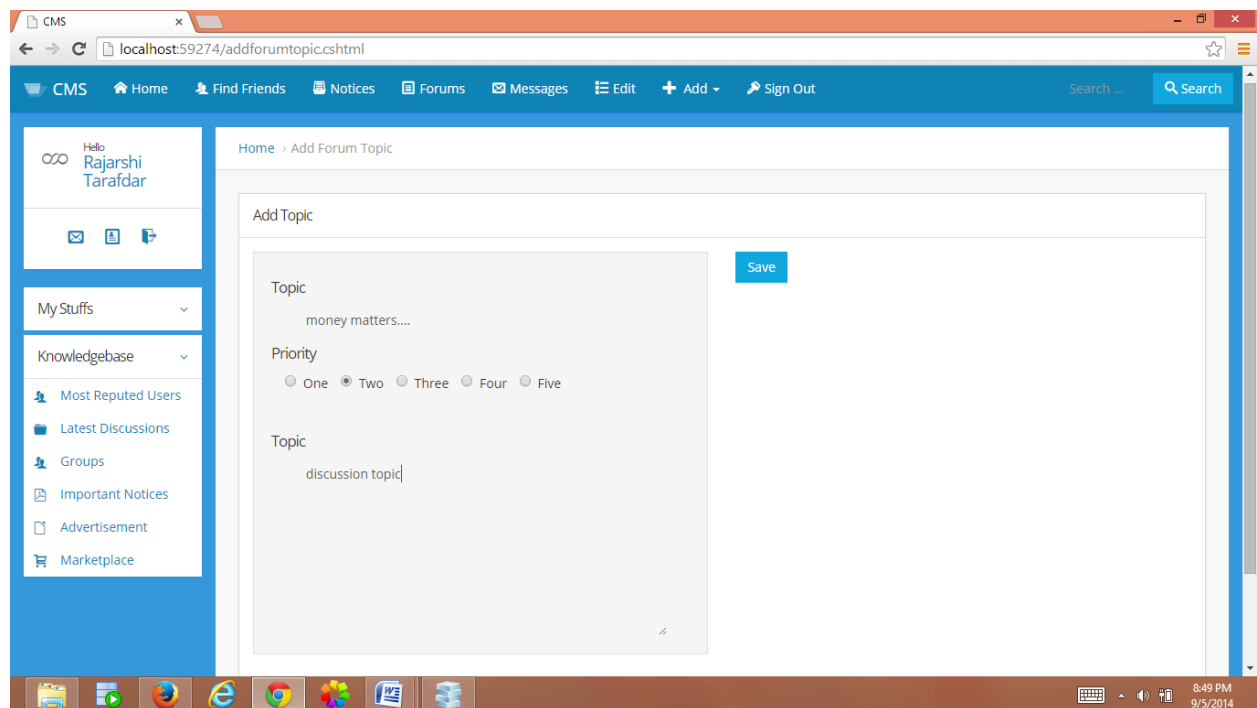 CMS
localhost:59274/addforumtopic.cshtml
CMS Home Find Friends Notices Forums Messages Edit Add Sign Out Search ... Search
Hello
Rajarshi
Tarafdar
My Stuffs
Knowledgebase
Most Reputed Users
Latest Discussions
Groups
Important Notices
Advertisement
Marketplace
Home › Add Forum Topic
Add Topic
Topic
money matters....
Priority
One Two Three Four Five
Topic
discussion topic
Save
8:49 PM
9/5/2014